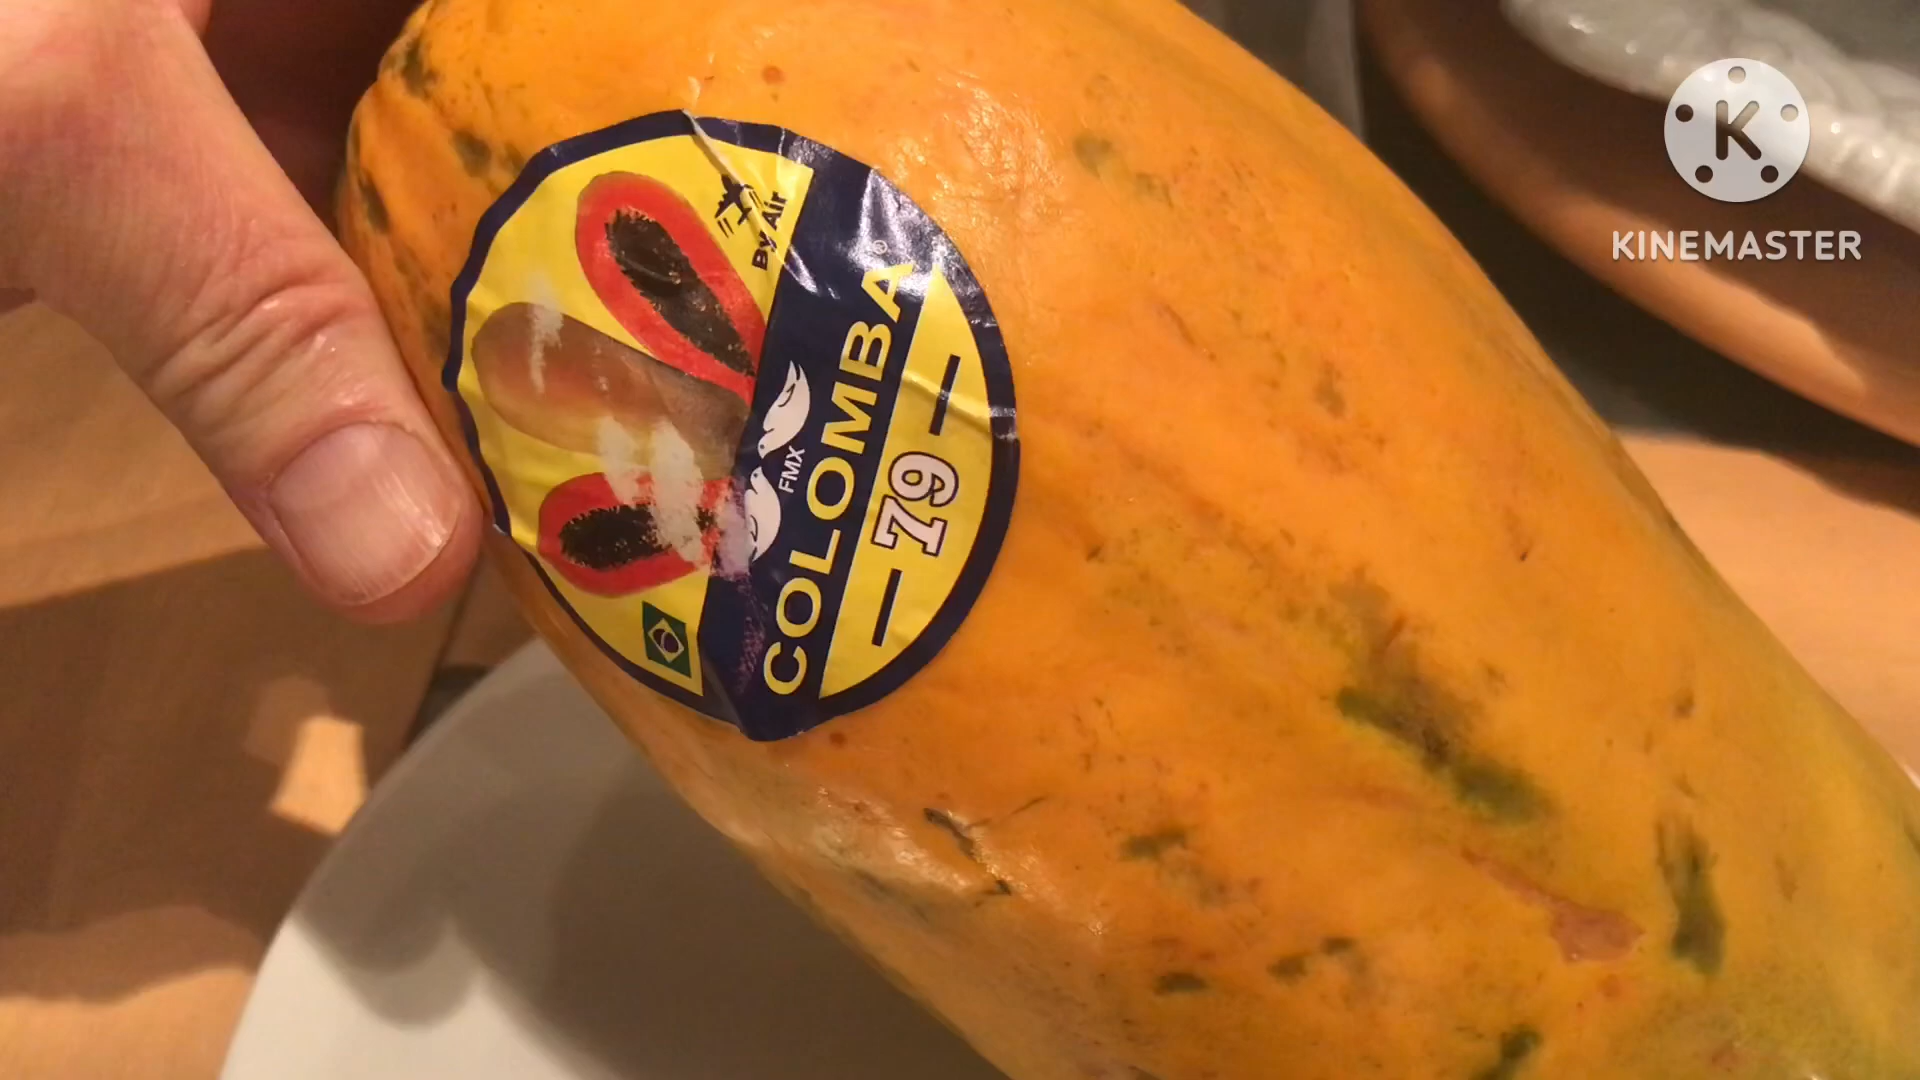 By Air
COLOMBA®
FMX
— 79 —
K
KINEMASTER